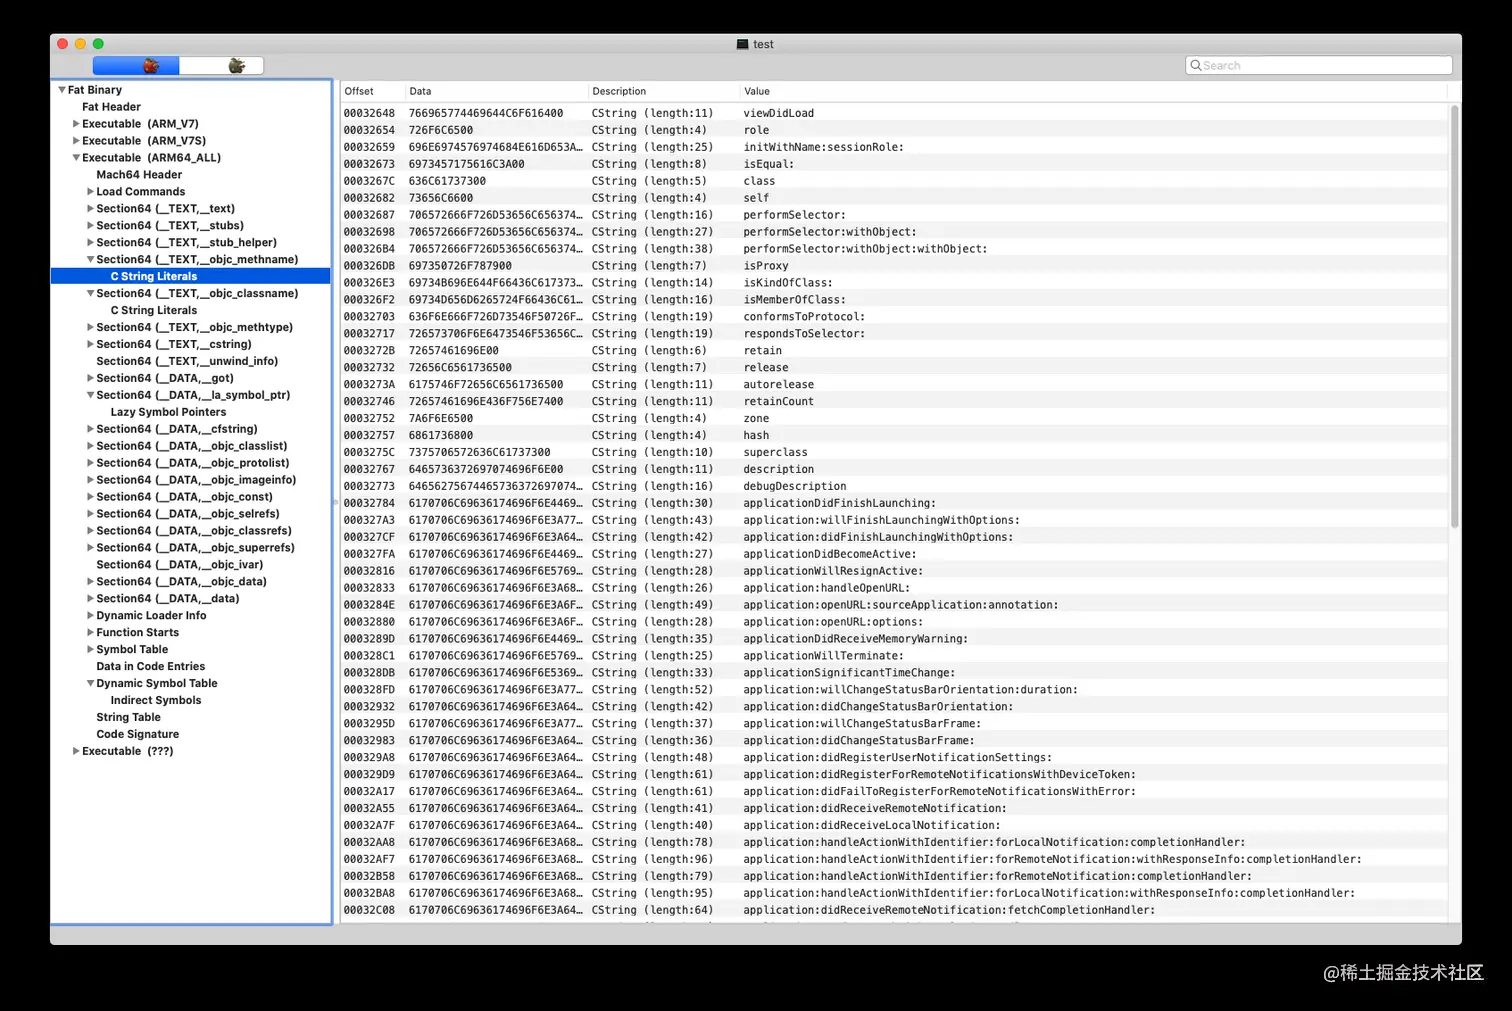 test
Search
Fat Binary
Fat Header
Executable (ARM_V7)
Executable (ARM_V7S)
Executable (ARM64_ALL)
Mach64 Header
Load Commands
Section64 (__TEXT,__text)
Section64 (__TEXT,__stubs)
Section64 (__TEXT,__stub_helper)
Section64 (__TEXT,__objc_methname)
C String Literals
Section64 (__TEXT,__objc_classname)
C String Literals
Section64 (__TEXT,__objc_methtype)
Section64 (__TEXT,__cstring)
Section64 (__TEXT,__unwind_info)
Section64 (__DATA,__got)
Section64 (__DATA,__la_symbol_ptr)
Lazy Symbol Pointers
Section64 (__DATA,__cfstring)
Section64 (__DATA,__objc_classlist)
Section64 (__DATA,__objc_protolist)
Section64 (__DATA,__objc_imageinfo)
Section64 (__DATA,__objc_const)
Section64 (__DATA,__objc_selrefs)
Section64 (__DATA,__objc_classrefs)
Section64 (__DATA,__objc_superrefs)
Section64 (__DATA,__objc_ivar)
Section64 (__DATA,__objc_data)
Section64 (__DATA,__data)
Dynamic Loader Info
Function Starts
Symbol Table
Data in Code Entries
Dynamic Symbol Table
Indirect Symbols
String Table
Code Signature
Executable (???)
Offset Data Description Value
00032648 766965774469644C6F616400 CString (length:11) viewDidLoad
00032654 726F6C6500 CString (length:4) role
00032659 696E6974576974684E616D653A… CString (length:25) initWithName:sessionRole:
00032673 6973457175616C3A00 CString (length:8) isEqual:
0003267C 636C61737300 CString (length:5) class
00032682 73656C6600 CString (length:4) self
00032687 706572666F726D53656C656374… CString (length:16) performSelector:
00032698 706572666F726D53656C656374… CString (length:27) performSelector:withObject:
000326B4 706572666F726D53656C656374… CString (length:38) performSelector:withObject:withObject:
000326DB 697350726F787900 CString (length:7) isProxy
000326E3 69734B696E644F66436C617373… CString (length:14) isKindOfClass:
000326F2 69734D656D6265724F66436C61… CString (length:16) isMemberOfClass:
00032703 636F6E666F726D73546F50726F… CString (length:19) conformsToProtocol:
00032717 726573706F6E6473546F53656C… CString (length:19) respondsToSelector:
0003272B 72657461696E00 CString (length:6) retain
00032732 72656C6561736500 CString (length:7) release
0003273A 6175746F72656C6561736500 CString (length:11) autorelease
00032746 72657461696E436F756E7400 CString (length:11) retainCount
00032752 7A6F6E6500 CString (length:4) zone
00032757 6861736800 CString (length:4) hash
0003275C 7375706572636C61737300 CString (length:10) superclass
00032767 6465736372697074696F6E00 CString (length:11) description
00032773 64656275674465736372697074… CString (length:16) debugDescription
00032784 6170706C69636174696F6E4469… CString (length:30) applicationDidFinishLaunching:
000327A3 6170706C69636174696F6E3A77… CString (length:43) application:willFinishLaunchingWithOptions:
000327CF 6170706C69636174696F6E3A64… CString (length:42) application:didFinishLaunchingWithOptions:
000327FA 6170706C69636174696F6E4469… CString (length:27) applicationDidBecomeActive:
00032816 6170706C69636174696F6E5769… CString (length:28) applicationWillResignActive:
00032833 6170706C69636174696F6E3A68… CString (length:26) application:handleOpenURL:
0003284E 6170706C69636174696F6E3A6F… CString (length:49) application:openURL:sourceApplication:annotation:
00032880 6170706C69636174696F6E3A6F… CString (length:28) application:openURL:options:
0003289D 6170706C69636174696F6E4469… CString (length:35) applicationDidReceiveMemoryWarning:
000328C1 6170706C69636174696F6E5769… CString (length:25) applicationWillTerminate:
000328DB 6170706C69636174696F6E5369… CString (length:33) applicationSignificantTimeChange:
000328FD 6170706C69636174696F6E3A77… CString (length:52) application:willChangeStatusBarOrientation:duration:
00032932 6170706C69636174696F6E3A64… CString (length:42) application:didChangeStatusBarOrientation:
0003295D 6170706C69636174696F6E3A77… CString (length:37) application:willChangeStatusBarFrame:
00032983 6170706C69636174696F6E3A64… CString (length:36) application:didChangeStatusBarFrame:
000329A8 6170706C69636174696F6E3A64… CString (length:48) application:didRegisterUserNotificationSettings:
000329D9 6170706C69636174696F6E3A64… CString (length:61) application:didRegisterForRemoteNotificationsWithDeviceToken:
00032A17 6170706C69636174696F6E3A64… CString (length:61) application:didFailToRegisterForRemoteNotificationsWithError:
00032A55 6170706C69636174696F6E3A64… CString (length:41) application:didReceiveRemoteNotification:
00032A7F 6170706C69636174696F6E3A64… CString (length:40) application:didReceiveLocalNotification:
00032AA8 6170706C69636174696F6E3A68… CString (length:78) application:handleActionWithIdentifier:forLocalNotification:completionHandler:
00032AF7 6170706C69636174696F6E3A68… CString (length:96) application:handleActionWithIdentifier:forRemoteNotification:withResponseInfo:completionHandler:
00032B58 6170706C69636174696F6E3A68… CString (length:79) application:handleActionWithIdentifier:forRemoteNotification:completionHandler:
00032BA8 6170706C69636174696F6E3A68… CString (length:95) application:handleActionWithIdentifier:forLocalNotification:withResponseInfo:completionHandler:
00032C08 6170706C69636174696F6E3A64… CString (length:64) application:didReceiveRemoteNotification:fetchCompletionHandler:
@稀土掘金技术社区